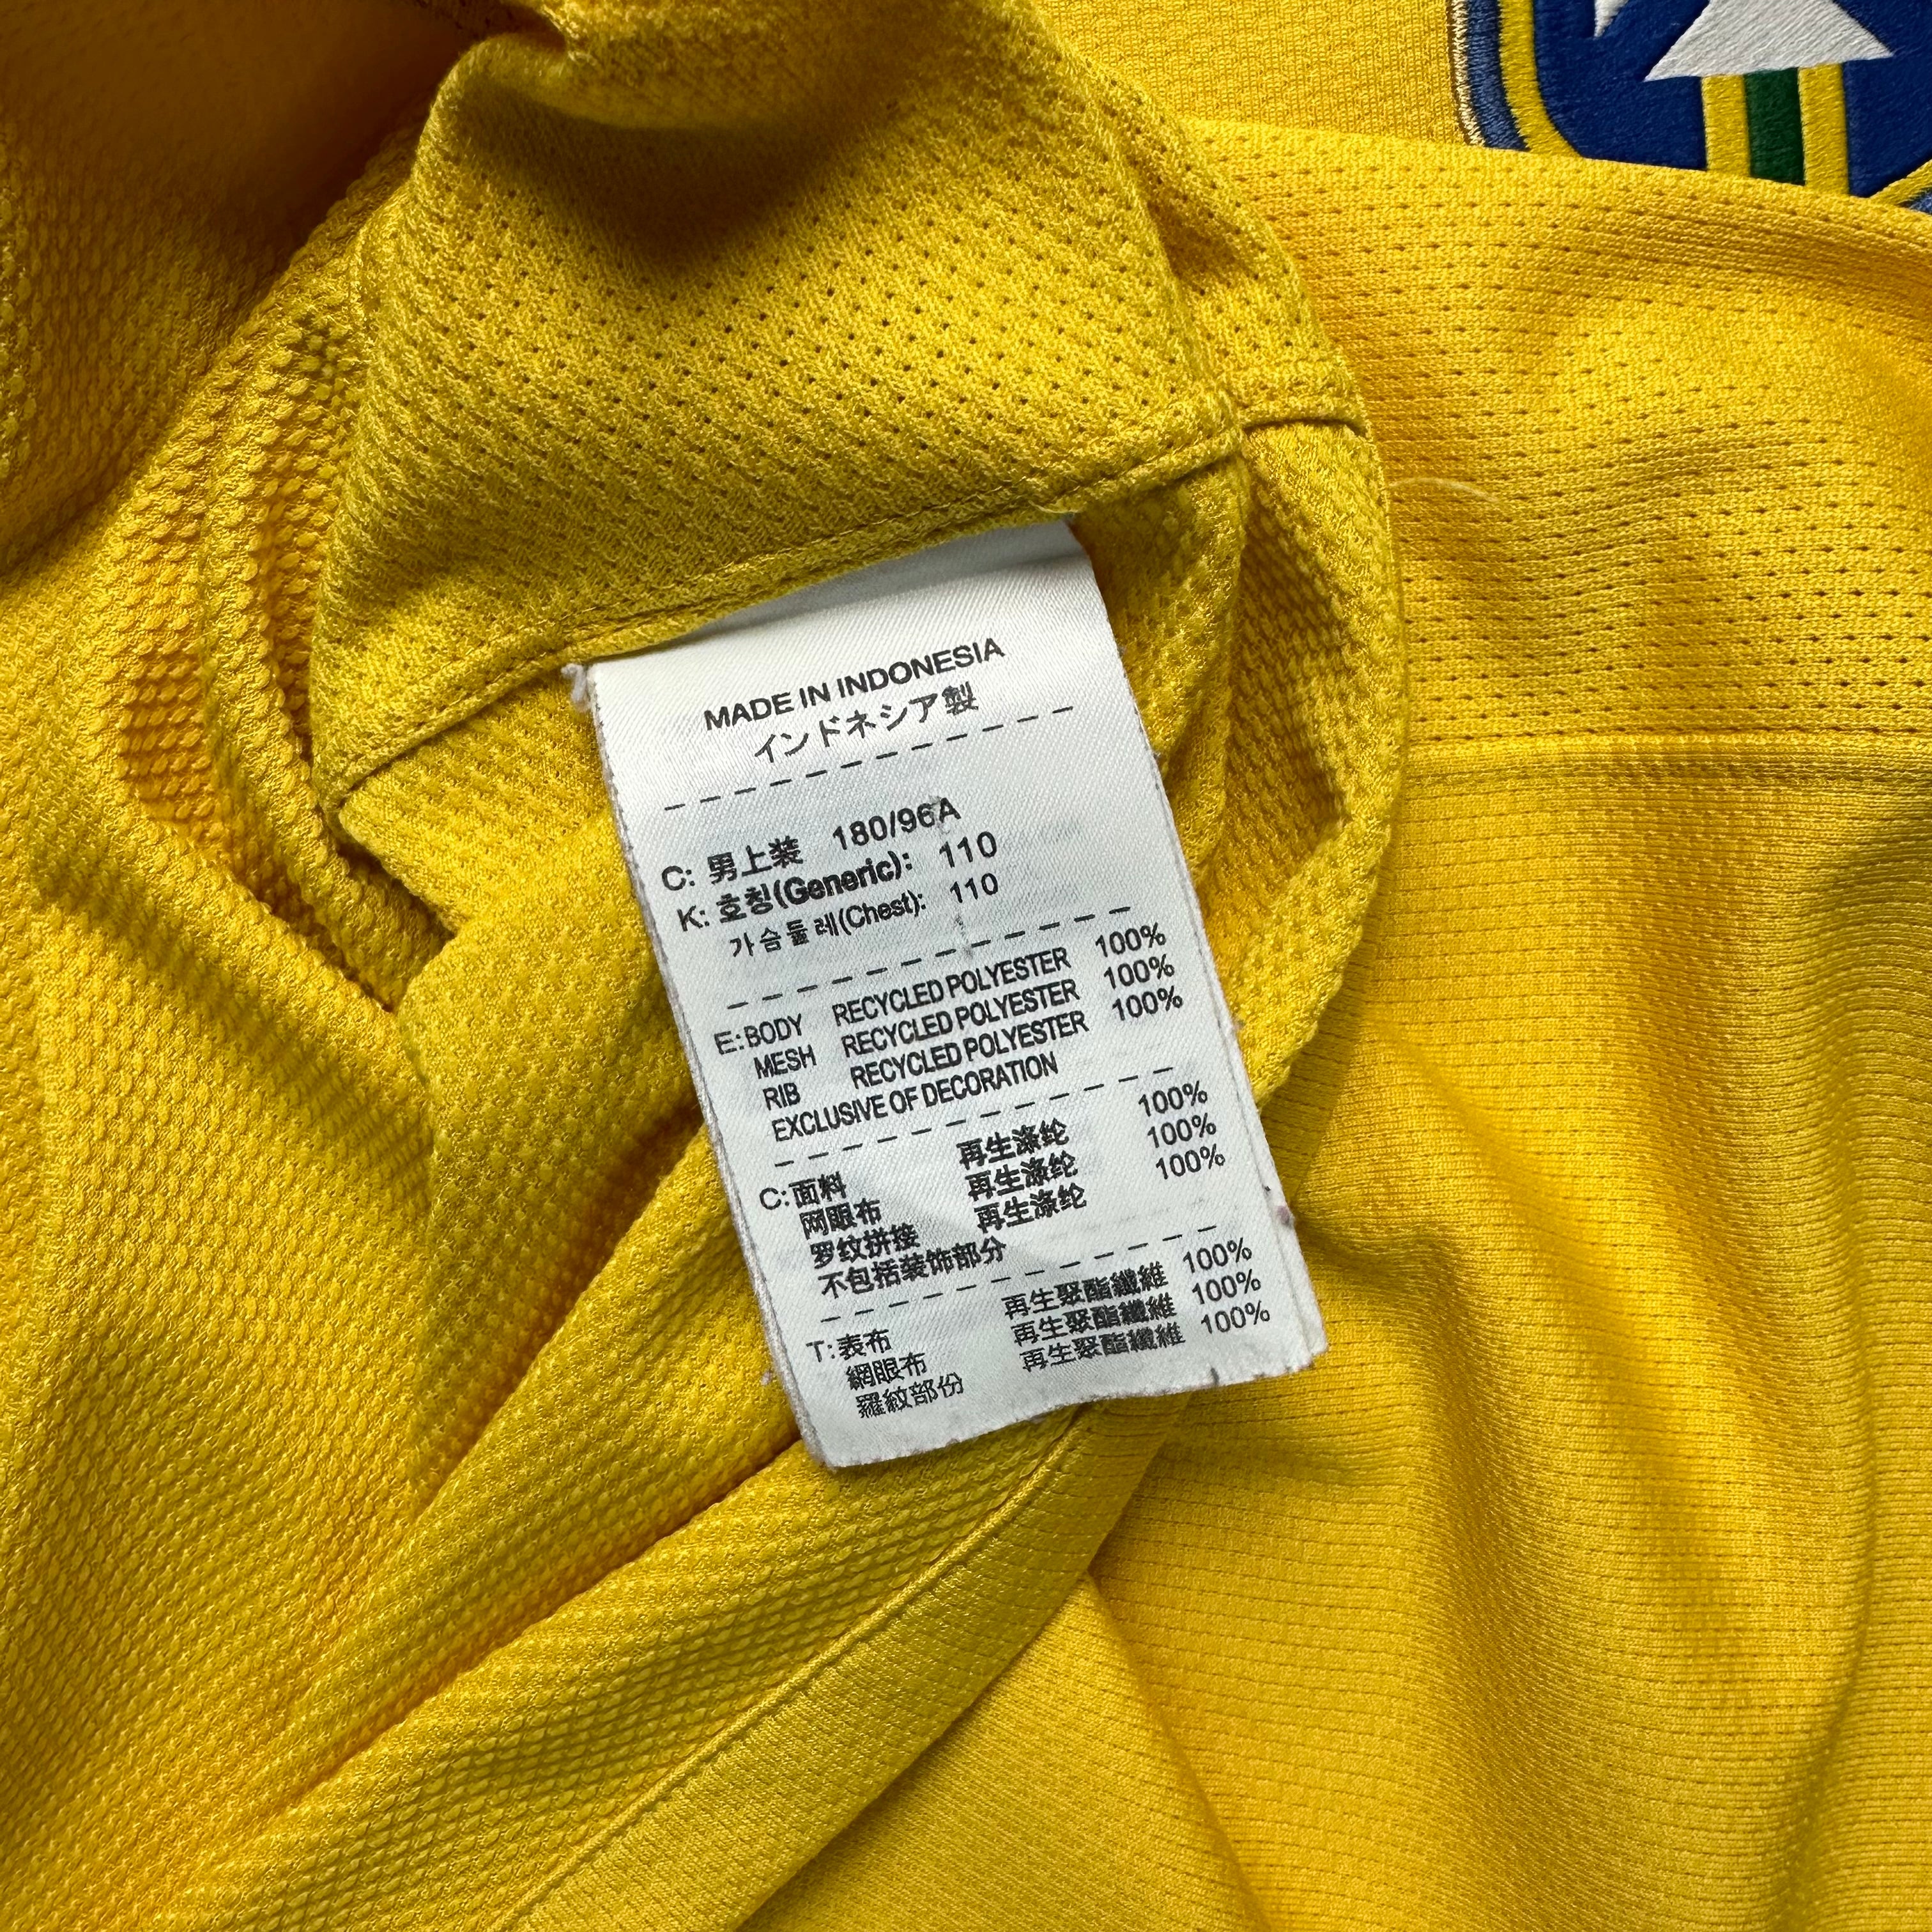 MADE IN INDONESIA
インドネシア製
C: 男上装 180/96A
K: 호칭(Generic): 110
가슴둘레(Chest): 110
E: BODY RECYCLED POLYESTER 100%
MESH RECYCLED POLYESTER 100%
RIB RECYCLED POLYESTER 100%
EXCLUSIVE OF DECORATION
C: 面料 再生涤纶 100%
网眼布 再生涤纶 100%
罗纹拼接 再生涤纶 100%
不包括装饰部分
T: 表布 再生聚酯纖維 100%
網眼布 再生聚酯纖維 100%
羅紋部份 再生聚酯纖維 100%